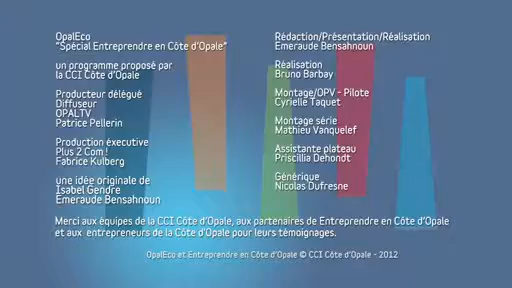 OpalEco
"Spécial Entreprendre en Côte d'Opale"
un programme proposé par
la CCI Côte d'Opale
Producteur délégué
Diffuseur
OPALTV
Patrice Pellerin
Production éxecutive
Plus 2 Com !
Fabrice Kulberg
une idée originale de
Isabel Gendre
Emeraude Bensahnoun
Rédaction/Présentation/Réalisation
Emeraude Bensahnoun
Réalisation
Bruno Barbay
Montage/OPV - Pilote
Cyrielle Taquet
Montage série
Mathieu Vanquelef
Assistante plateau
Priscillia Dehondt
Générique
Nicolas Dufresne
Merci aux équipes de la CCI Côte d'Opale, aux partenaires de Entreprendre en Côte d'Opale
et aux entrepreneurs de la Côte d'Opale pour leurs témoignages.
OpalEco et Entreprendre en Côte d'Opale © CCI Côte d'Opale - 2012